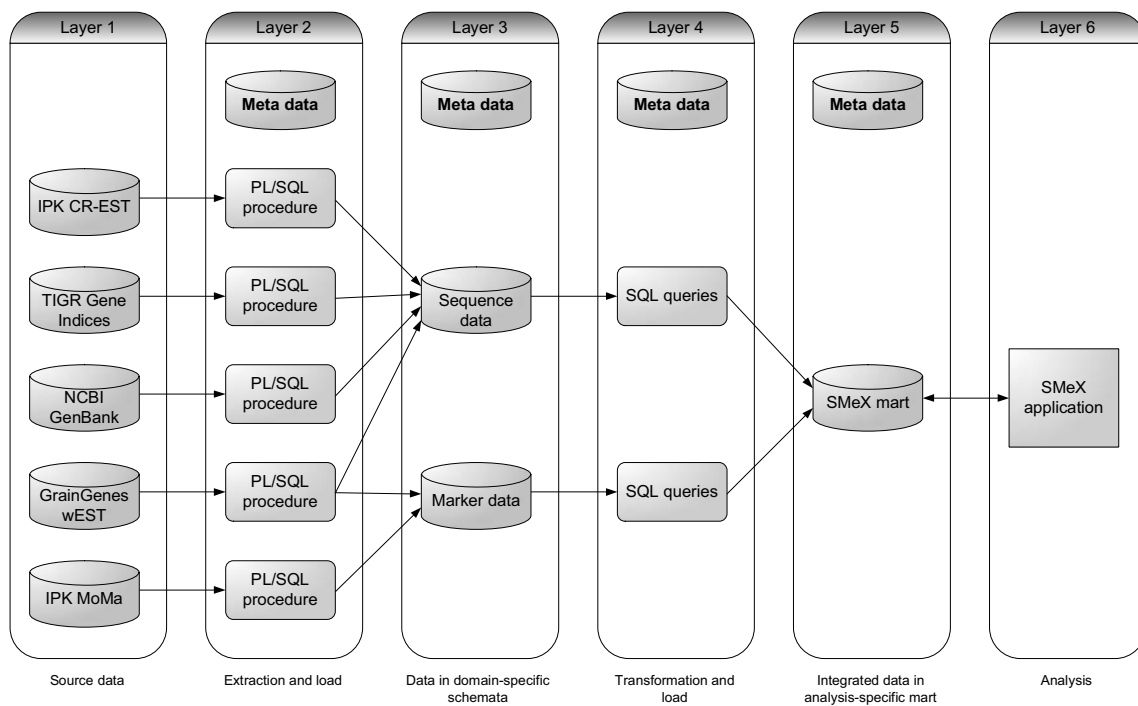 Layer 1
Layer 2
Layer 3
Layer 4
Layer 5
Layer 6
Meta data
Meta data
Meta data
Meta data
IPK CR-EST
PL/SQL
procedure
TIGR Gene
Indices
PL/SQL
procedure
Sequence
data
SQL queries
NCBI
GenBank
PL/SQL
procedure
SMeX mart
SMeX
application
GrainGenes
wEST
PL/SQL
procedure
Marker data
SQL queries
IPK MoMa
PL/SQL
procedure
Source data
Extraction and load
Data in domain-specific
schemata
Transformation and
load
Integrated data in
analysis-specific mart
Analysis